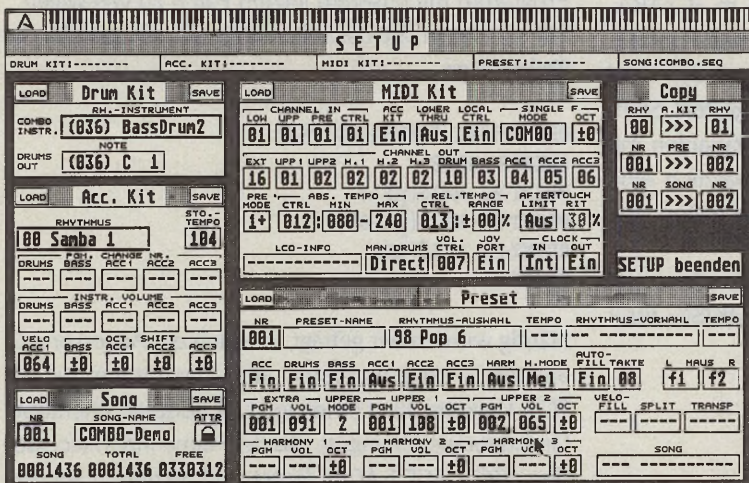 A
SETUP
DRUM KIT:-------- ACC. KIT:-------- MIDI KIT:-------- PRESET:-------- SONG:COMBO.SEQ
LOAD Drum Kit SAVE
RH.-INSTRUMENT
COMBO INSTR. (036) BassDrum2
NOTE
DRUMS OUT (036) C 1
LOAD Acc. Kit SAVE
RHYTHMUS STO.-TEMPO
00 Samba 1 104
PGM. CHANGE NR.
DRUMS BASS ACC1 ACC2 ACC3
--- --- --- --- ---
INSTR. VOLUME
DRUMS BASS ACC1 ACC2 ACC3
--- --- --- --- ---
VELO OCT. SHIFT
ACC1 BASS ACC1 ACC2 ACC3
064 ±0 ±0 ±0 ±0
LOAD Song SAVE
NR SONG-NAME ATTR
001 COMBO-Demo
SONG TOTAL FREE
0001436 0001436 0330312
LOAD MIDI Kit SAVE
CHANNEL IN ACC LOWER LOCAL SINGLE F
LOW UPP PRE CTRL KIT THRU CTRL MODE OCT
01 01 01 01 Ein Aus Ein COMBO ±0
CHANNEL OUT
EXT UPP1 UPP2 H.1 H.2 H.3 DRUM BASS ACC1 ACC2 ACC3
16 01 02 02 02 02 10 03 04 05 06
PRE ABS. TEMPO REL.TEMPO AFTERTOUCH
MODE CTRL MIN MAX CTRL RANGE LIMIT RIT
1+ 012:080-240 013:±00% Aus 30%
LCD-INFO MAN.DRUMS VOL. CTRL JOY PORT CLOCK IN OUT
---------------- Direct 007 Ein Int Ein
Copy
RHY A.KIT RHY
00 >>> 01
NR PRE NR
001 >>> 002
NR SONG NR
001 >>> 002
SETUP beenden
LOAD Preset SAVE
NR PRESET-NAME RHYTHMUS-AUSWAHL TEMPO RHYTHMUS-VORWAHL TEMPO
001 98 Pop 6 --- -- --------- ---
ACC DRUMS BASS ACC1 ACC2 ACC3 HARM H.MODE AUTO-FILL TAKTE L MAUS R
Ein Ein Ein Aus Ein Ein Aus Mel Ein 08 f1 f2
EXTRA UPPER UPPER 1 UPPER 2 VELO-
PGM VOL MODE PGM VOL OCT PGM VOL OCT FILL SPLIT TRANSP
001 091 2 001 108 ±0 002 065 ±0 --- --- ---
HARMONY 1 HARMONY 2 HARMONY 3
PGM VOL OCT PGM VOL OCT PGM VOL OCT SONG
--- --- ±0 --- --- ±0 --- --- ±0 --- ----------